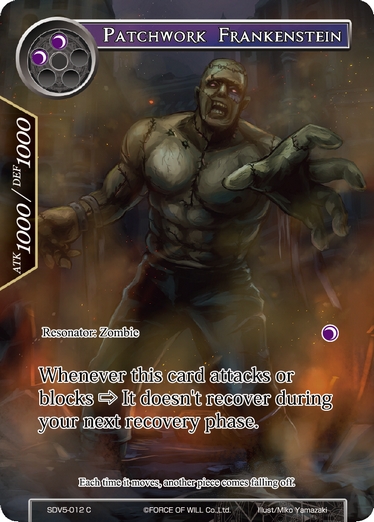 Patchwork Frankenstein
ATK 1000 / DEF 1000
Resonator: Zombie
Whenever this card attacks or
blocks ⇨ It doesn't recover during
your next recovery phase.
Each time it moves, another piece comes falling off.
SDV5-012 C ©FORCE OF WILL Co.,Ltd. Illust/Miko Yamazaki